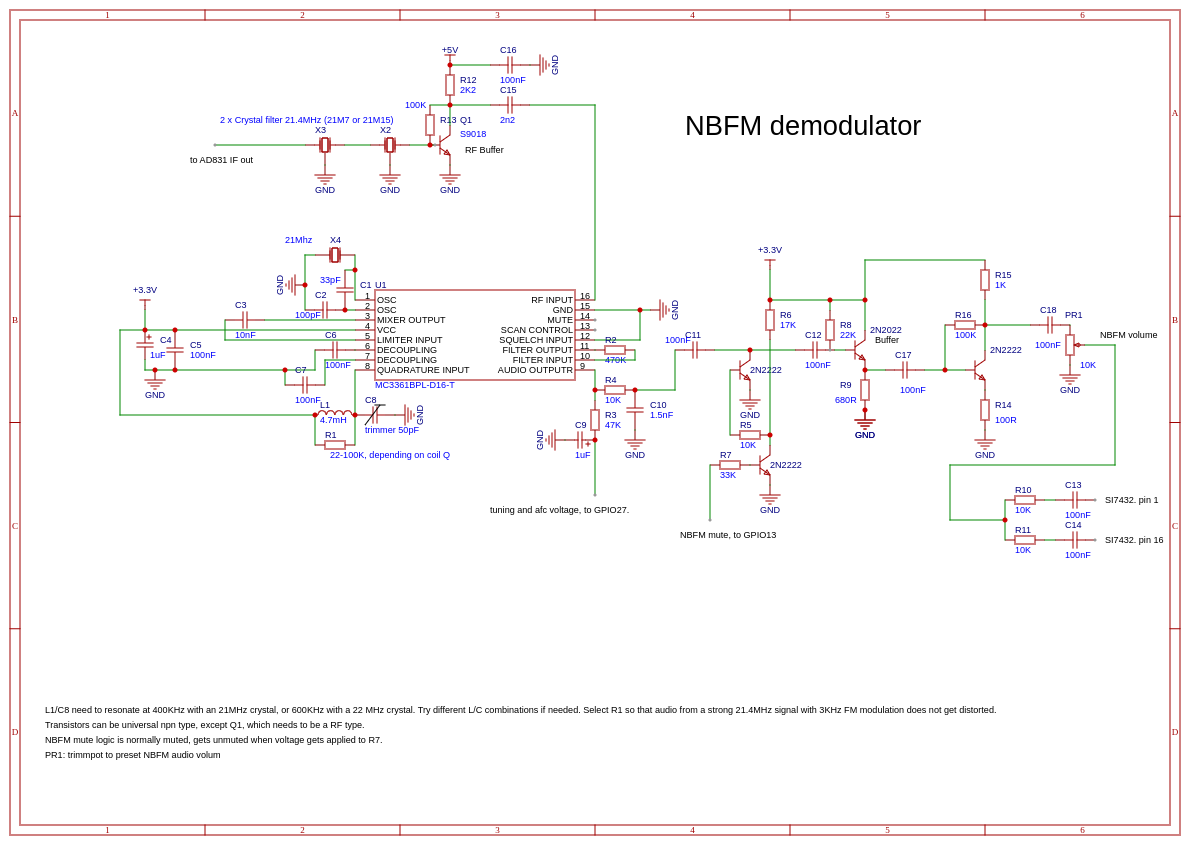 1 2 3 4 5 6
A A
B B
C C
D D
1 2 3 4 5 6
NBFM demodulator
+5V
C16
100nF
GND
R12
2K2
C15
2n2
100K
R13
Q1
S9018
RF Buffer
2 x Crystal filter 21.4MHz (21M7 or 21M15)
X3
X2
to AD831 IF out
GND
GND
GND
21Mhz
X4
GND
33pF
C1
C2
100pF
U1
+3.3V
C3
10nF
C4
1uF
C5
100nF
C6
100nF
C7
100nF
GND
1 OSC
2 OSC
3 MIXER OUTPUT
4 VCC
5 LIMITER INPUT
6 DECOUPLING
7 DECOUPLING
8 QUADRATURE INPUT
RF INPUT 16
GND 15
MUTE 14
SCAN CONTROL 13
SQUELCH INPUT 12
FILTER OUTPUT 11
FILTER INPUT 10
AUDIO OUTPUTR 9
MC3361BPL-D16-T
GND
R2
470K
L1
4.7mH
C8
trimmer 50pF
GND
R1
22-100K, depending on coil Q
R4
10K
R3
47K
C10
1.5nF
GND
C9
1uF
GND
tuning and afc voltage, to GPIO27.
C11
100nF
+3.3V
R6
17K
C12
100nF
R8
22K
2N2022
Buffer
2N2222
GND
R5
10K
R7
33K
2N2222
GND
NBFM mute, to GPIO13
R9
680R
GND
C17
100nF
R16
100K
R15
1K
2N2222
R14
100R
GND
C18
100nF
PR1
10K
NBFM volume
GND
R10
10K
C13
100nF
SI7432. pin 1
R11
10K
C14
100nF
SI7432. pin 16
L1/C8 need to resonate at 400KHz with an 21MHz crystal, or 600KHz with a 22 MHZ crystal. Try different L/C combinations if needed. Select R1 so that audio from a strong 21.4MHz signal with 3KHz FM modulation does not get distorted.
Transistors can be universal npn type, except Q1, which needs to be a RF type.
NBFM mute logic is normally muted, gets unmuted when voltage gets applied to R7.
PR1: trimmpot to preset NBFM audio volum